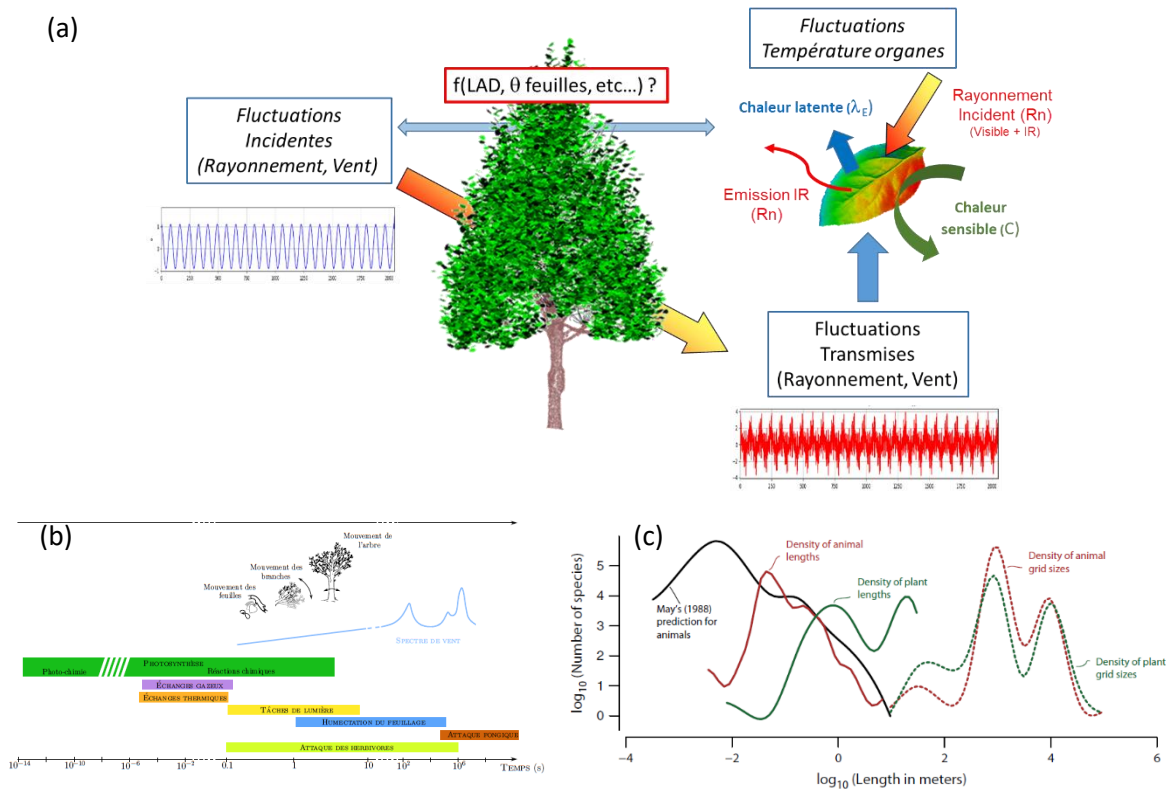 (a)
Fluctuations
Température organes
f(LAD, θ feuilles, etc...) ?
Fluctuations
Incidentes
(Rayonnement, Vent)
Chaleur latente (λE)
Rayonnement
Incident (Rn)
(Visible + IR)
Emission IR
(Rn)
Chaleur
sensible (C)
Fluctuations
Transmises
(Rayonnement, Vent)
(b)
Mouvement de
l'arbre
Mouvement des
branches
Mouvement des
feuilles
SPECTRE DE VENT
PHOTOSYNTHÈSE
Photo-chimie
Réactions chimiques
ÉCHANGES GAZEUX
ÉCHANGES THERMIQUES
TÂCHES DE LUMIÈRE
HUMECTATION DU FEUILLAGE
ATTAQUE FONGIQUE
ATTAQUE DES HERBIVORES
10⁻¹⁴ 10⁻¹⁰ 10⁻⁶ 10⁻³ 0.1 1 10 10² 10⁶ TEMPS (s)
(c)
Density of animal
lengths
Density of plant
lengths
May's (1988)
prediction for
animals
Density of animal
grid sizes
Density of plant
grid sizes
log₁₀ (Number of species)
5
4
3
2
1
0
−4 −2 0 2 4 6
log₁₀ (Length in meters)